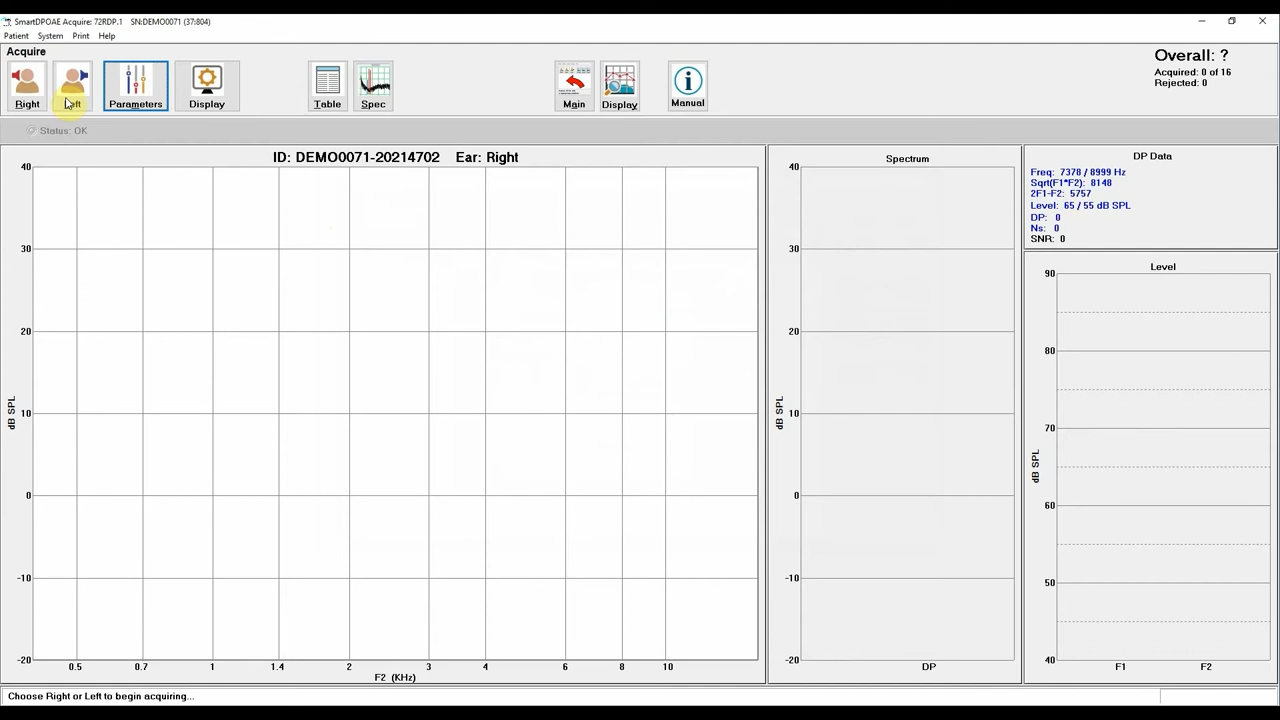 SmartDPOAE Acquire: 72RDP.1 SN:DEMO0071 (37:804)
Patient System Print Help
Acquire
Right
Left
Parameters
Display
Table
Spec
Main
Display
Manual
Overall: ?
Acquired: 0 of 16
Rejected: 0
Status: OK
ID: DEMO0071-20214702 Ear: Right
40
30
20
10
0
-10
-20
dB SPL
0.5 0.7 1 1.4 2 3 4 6 8 10
F2 (KHz)
Spectrum
40
30
20
10
0
-10
-20
dB SPL
DP
DP Data
Freq: 7378 / 8999 Hz
Sqrt(F1*F2): 8148
2F1-F2: 5757
Level: 65 / 55 dB SPL
DP: 0
Ns: 0
SNR: 0
Level
90
80
70
60
50
40
dB SPL
F1 F2
Choose Right or Left to begin acquiring...